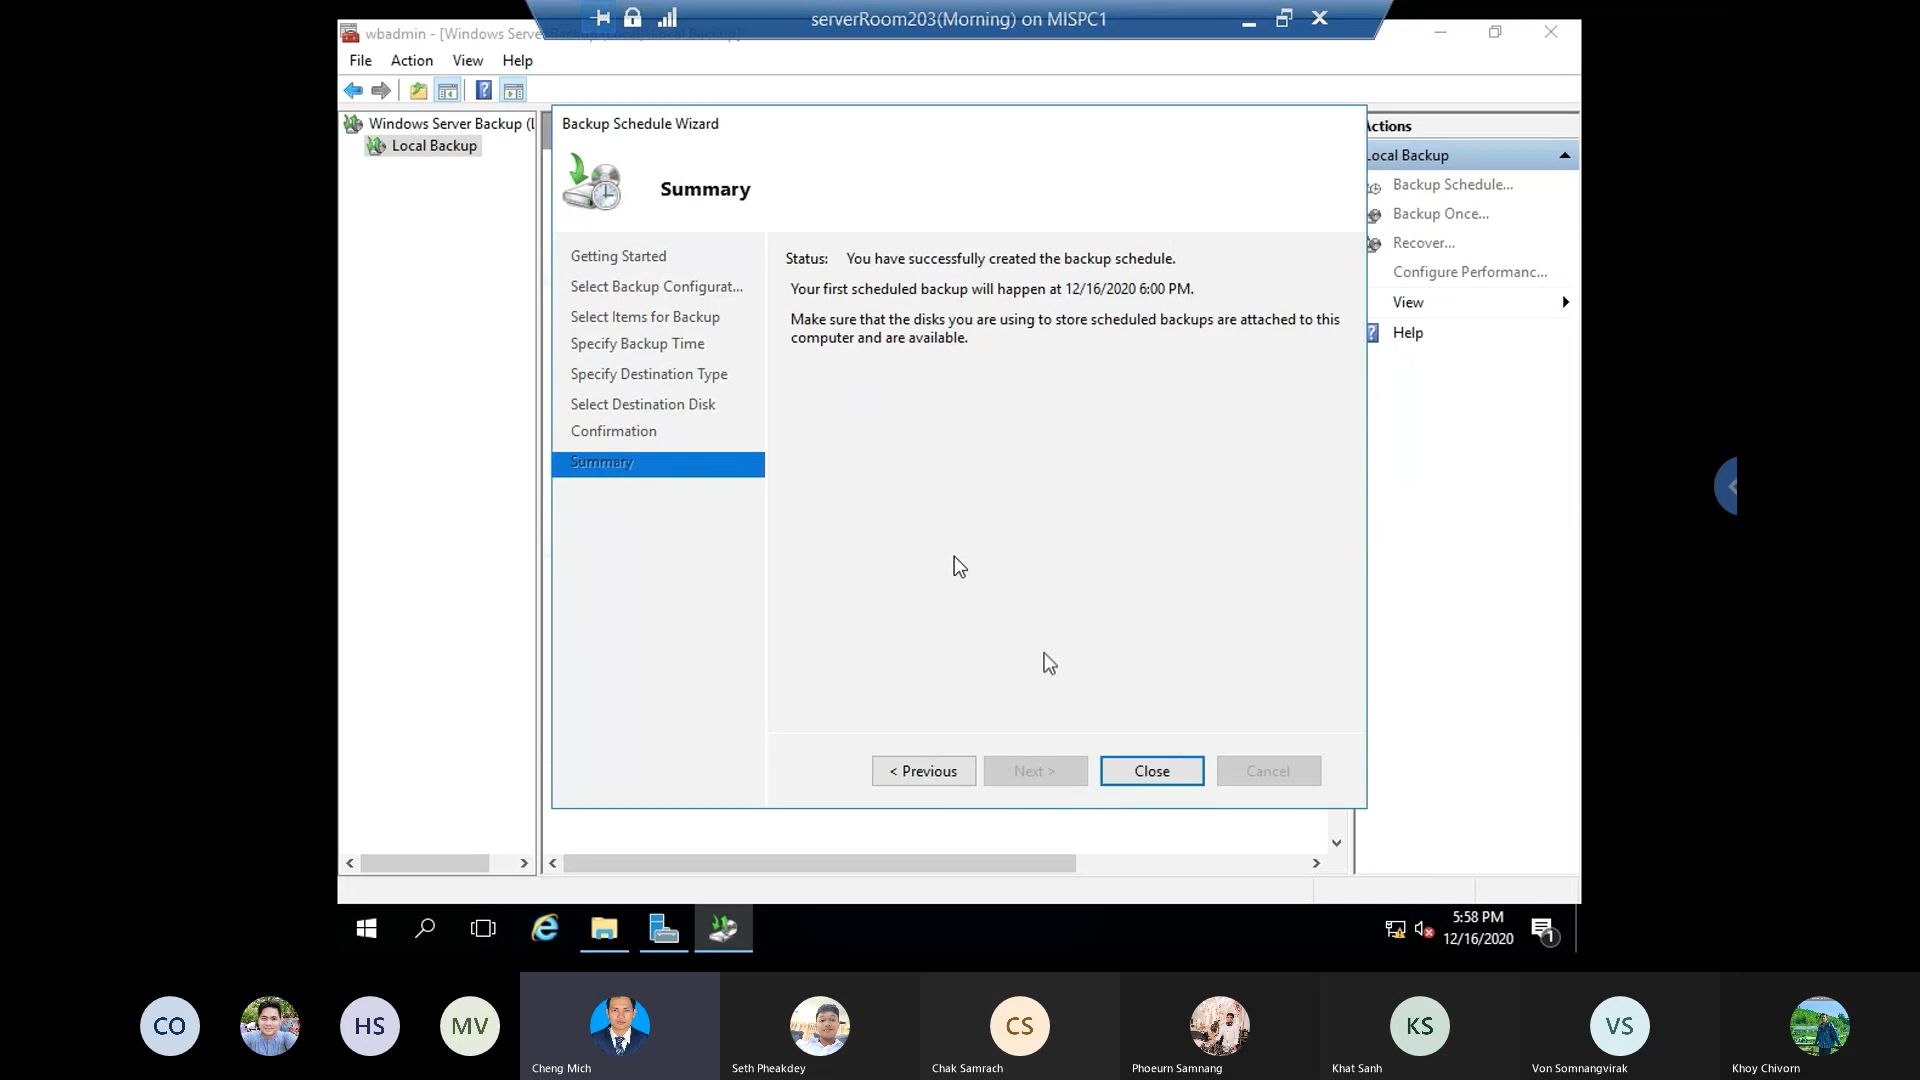 serverRoom203(Morning) on MISPC1
wbadmin - [Windows Serve
File Action View Help
Windows Server Backup (L
Local Backup
Backup Schedule Wizard
Summary
Getting Started
Select Backup Configurat...
Select Items for Backup
Specify Backup Time
Specify Destination Type
Select Destination Disk
Confirmation
Summary
Status: You have successfully created the backup schedule.
Your first scheduled backup will happen at 12/16/2020 6:00 PM.
Make sure that the disks you are using to store scheduled backups are attached to this
computer and are available.
< Previous Next > Close Cancel
Actions
Local Backup
Backup Schedule...
Backup Once...
Recover...
Configure Performanc...
View
Help
5:58 PM
12/16/2020
1
CO HS MV CS KS VS
Cheng Mich Seth Pheakdey Chak Samrach Phoeurn Samnang Khat Sanh Von Somnangvirak Khoy Chivorn